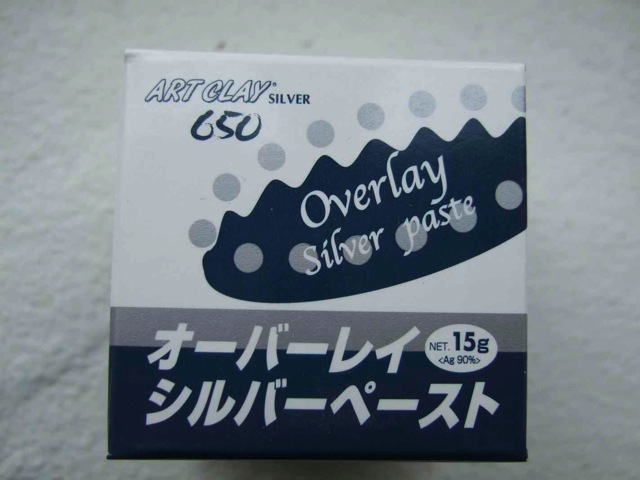 ART CLAY® SILVER
650
Overlay
Silver paste
オーバーレイ
シルバーペースト
NET. 15g
<Ag 90%>